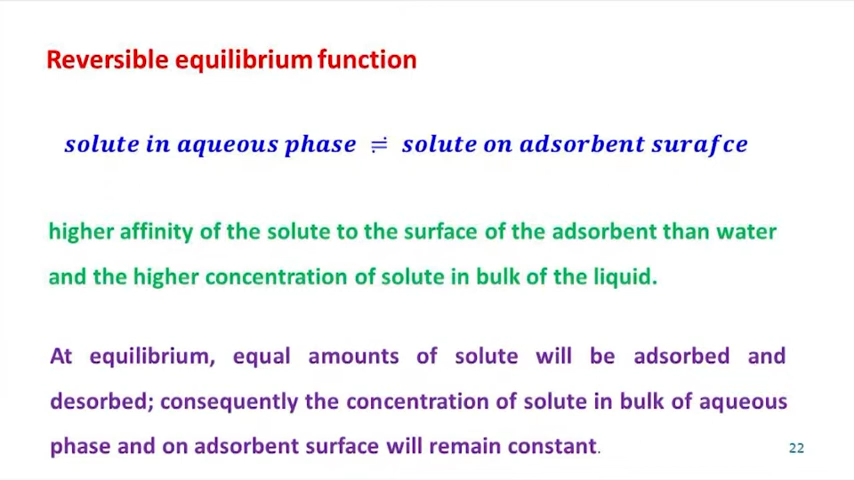 Reversible equilibrium function
solute in aqueous phase ⇌ solute on adsorbent surafce
higher affinity of the solute to the surface of the adsorbent than water
and the higher concentration of solute in bulk of the liquid.
At equilibrium, equal amounts of solute will be adsorbed and
desorbed; consequently the concentration of solute in bulk of aqueous
phase and on adsorbent surface will remain constant.
22